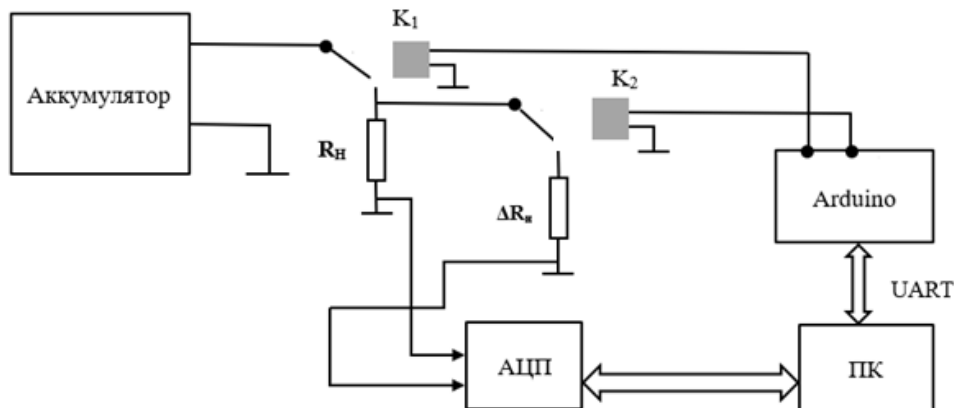 K₁
Аккумулятор
K₂
Rн
ΔRн
Arduino
UART
АЦП
ПК